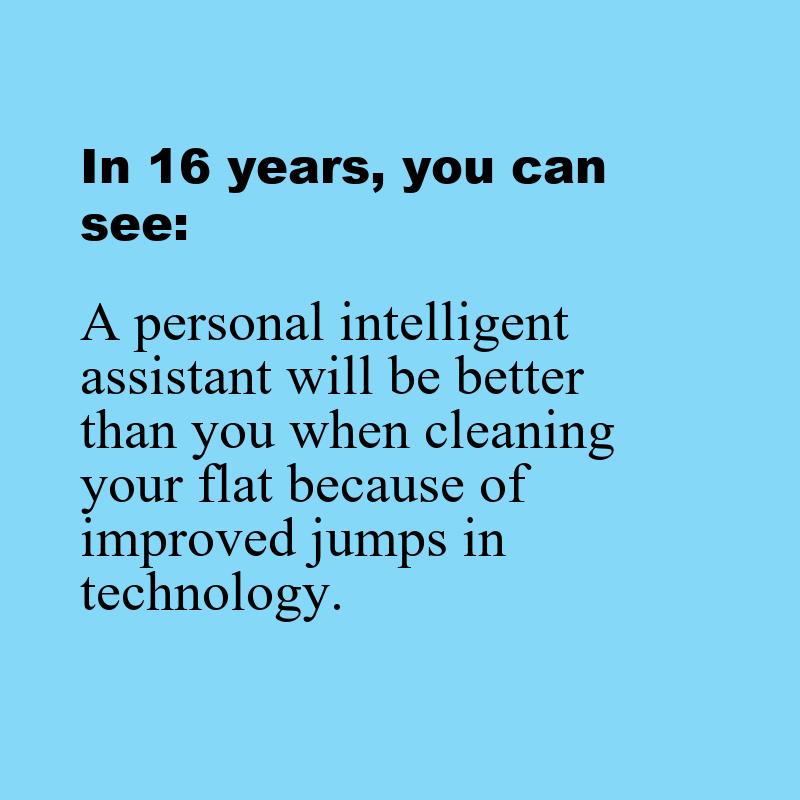 In 16 years, you can
see:
A personal intelligent
assistant will be better
than you when cleaning
your flat because of
improved jumps in
technology.